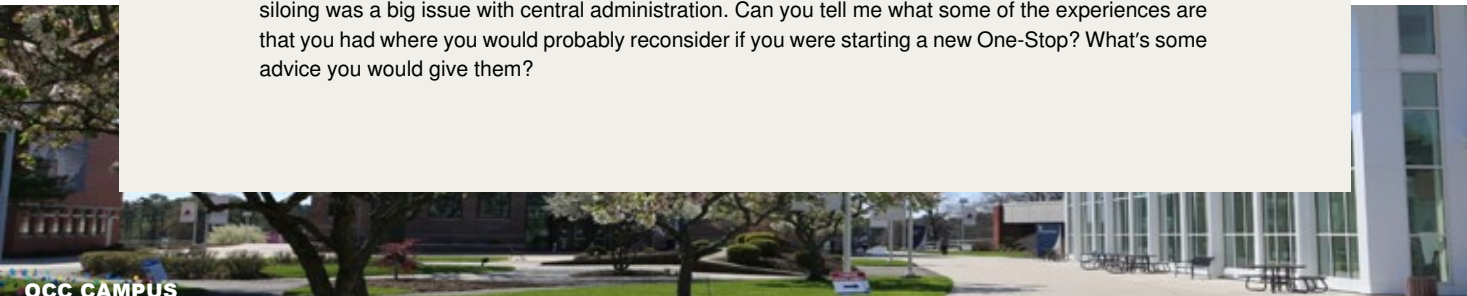 siloing was a big issue with central administration. Can you tell me what some of the experiences are
that you had where you would probably reconsider if you were starting a new One-Stop? What's some
advice you would give them?
OCC CAMPUS